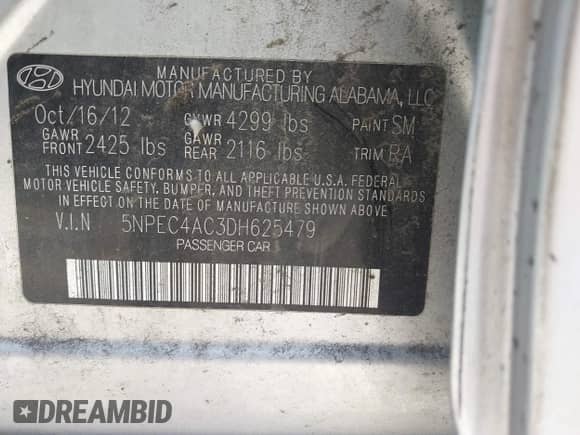 MANUFACTURED BY
HYUNDAI MOTOR MANUFACTURING ALABAMA, LLC
Oct/16/12 GVWR 4299 lbs PAINT SM
GAWR FRONT 2425 lbs GAWR REAR 2116 lbs TRIM RA
THIS VEHICLE CONFORMS TO ALL APPLICABLE U.S.A. FEDERAL
MOTOR VEHICLE SAFETY, BUMPER, AND THEFT PREVENTION STANDARDS
IN EFFECT ON THE DATE OF MANUFACTURE SHOWN ABOVE.
V.I.N 5NPEC4AC3DH625479
PASSENGER CAR
DREAMBID